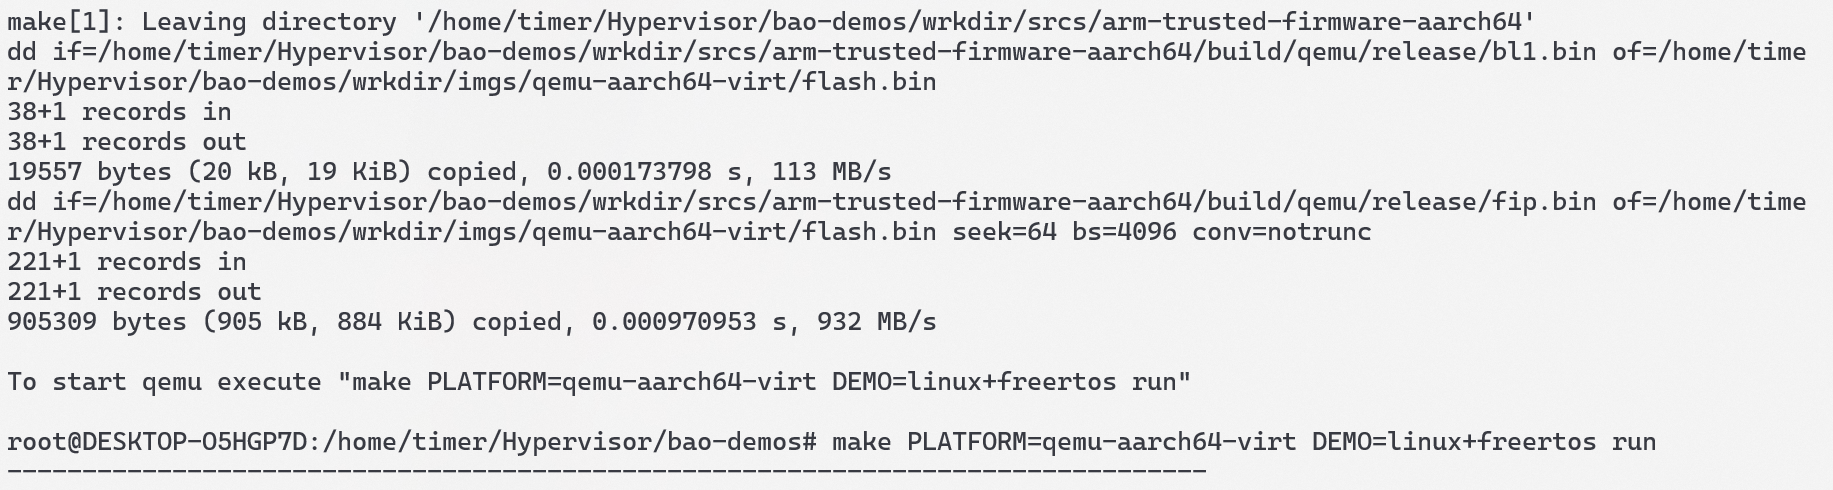 make[1]: Leaving directory '/home/timer/Hypervisor/bao-demos/wrkdir/srcs/arm-trusted-firmware-aarch64'
dd if=/home/timer/Hypervisor/bao-demos/wrkdir/srcs/arm-trusted-firmware-aarch64/build/qemu/release/bl1.bin of=/home/time
r/Hypervisor/bao-demos/wrkdir/imgs/qemu-aarch64-virt/flash.bin
38+1 records in
38+1 records out
19557 bytes (20 kB, 19 KiB) copied, 0.000173798 s, 113 MB/s
dd if=/home/timer/Hypervisor/bao-demos/wrkdir/srcs/arm-trusted-firmware-aarch64/build/qemu/release/fip.bin of=/home/time
r/Hypervisor/bao-demos/wrkdir/imgs/qemu-aarch64-virt/flash.bin seek=64 bs=4096 conv=notrunc
221+1 records in
221+1 records out
905309 bytes (905 kB, 884 KiB) copied, 0.000970953 s, 932 MB/s
To start qemu execute "make PLATFORM=qemu-aarch64-virt DEMO=linux+freertos run"
root@DESKTOP-O5HGP7D:/home/timer/Hypervisor/bao-demos# make PLATFORM=qemu-aarch64-virt DEMO=linux+freertos run
--------------------------------------------------------------------------------